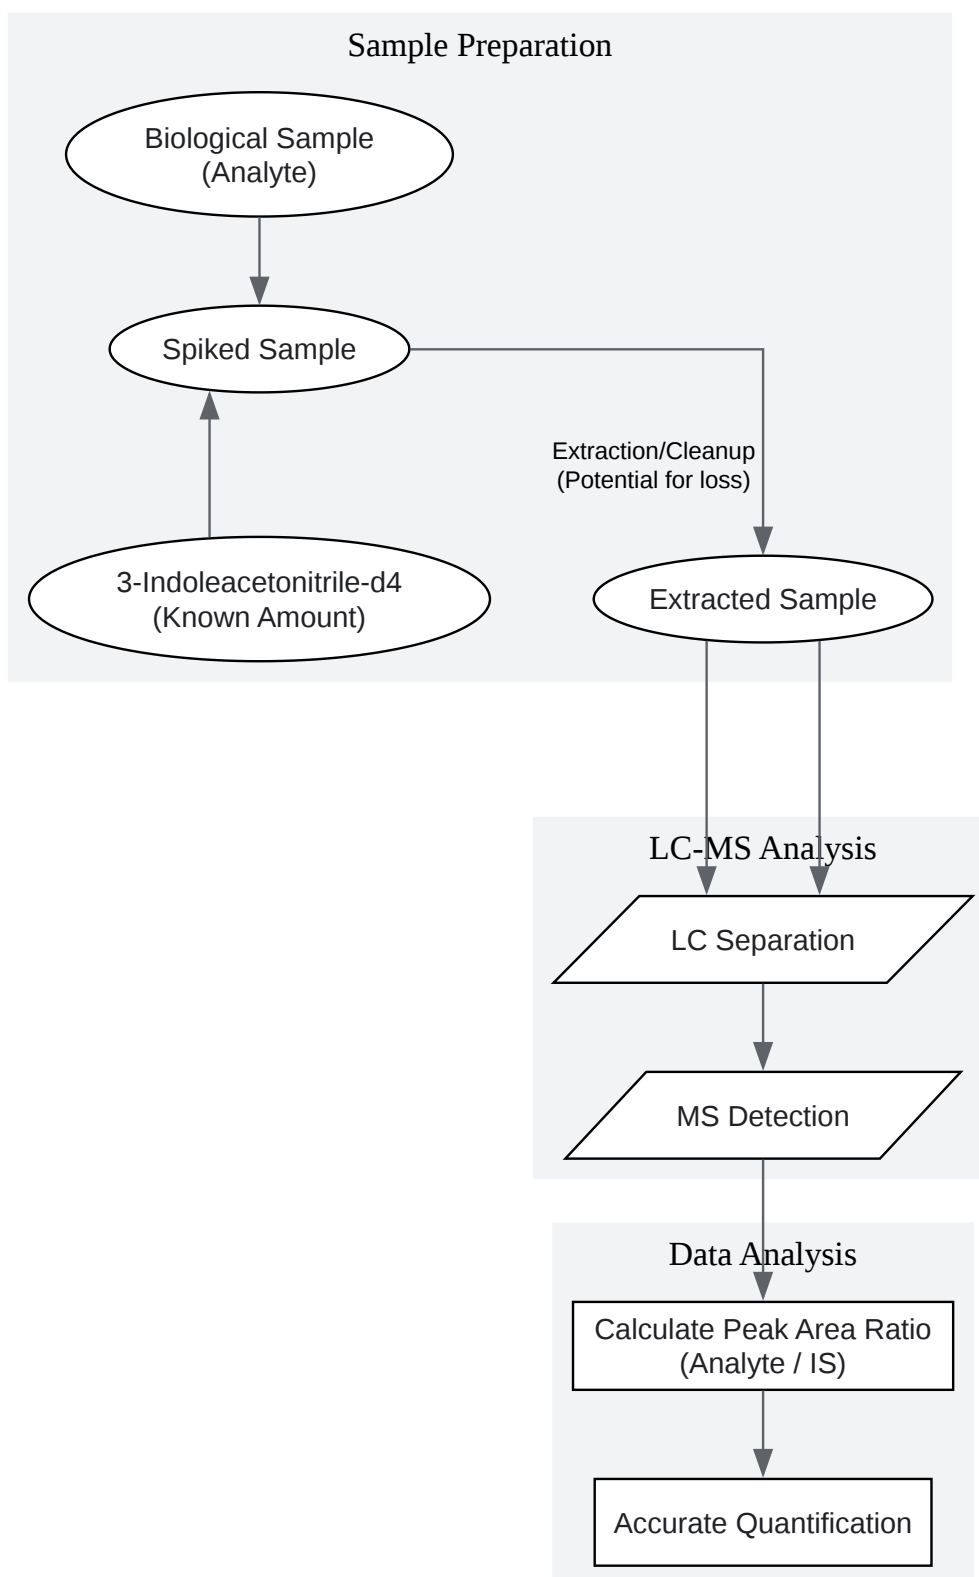 Sample Preparation
Biological Sample
(Analyte)
Spiked Sample
Extraction/Cleanup
(Potential for loss)
3-Indoleacetonitrile-d4
(Known Amount)
Extracted Sample
LC-MS Analysis
LC Separation
MS Detection
Data Analysis
Calculate Peak Area Ratio
(Analyte / IS)
Accurate Quantification